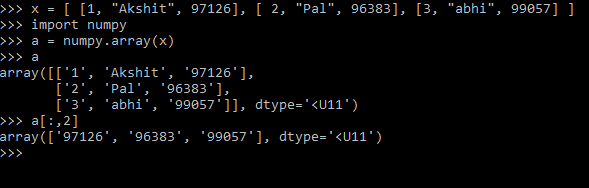 >>> x = [ [1, "Akshit", 97126], [ 2, "Pal", 96383], [3, "abhi", 99057] ]
>>> import numpy
>>> a = numpy.array(x)
>>> a
array([['1', 'Akshit', '97126'],
       ['2', 'Pal', '96383'],
       ['3', 'abhi', '99057']], dtype='<U11')
>>> a[:,2]
array(['97126', '96383', '99057'], dtype='<U11')
>>>